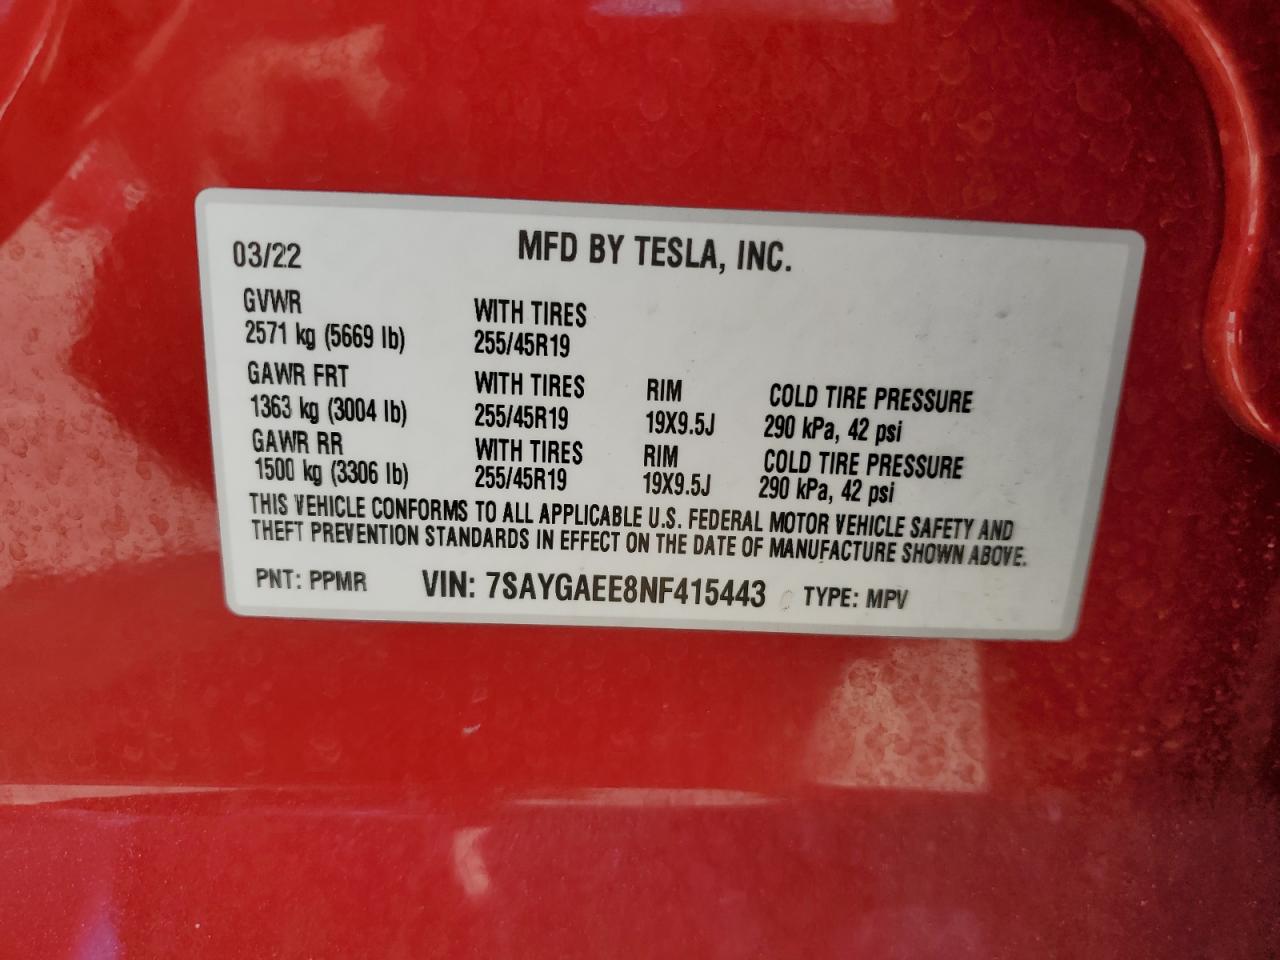 03/22 MFD BY TESLA, INC.
GVWR WITH TIRES
2571 kg (5669 lb) 255/45R19
GAWR FRT WITH TIRES RIM COLD TIRE PRESSURE
1363 kg (3004 lb) 255/45R19 19X9.5J 290 kPa, 42 psi
GAWR RR WITH TIRES RIM COLD TIRE PRESSURE
1500 kg (3306 lb) 255/45R19 19X9.5J 290 kPa, 42 psi
THIS VEHICLE CONFORMS TO ALL APPLICABLE U.S. FEDERAL MOTOR VEHICLE SAFETY AND
THEFT PREVENTION STANDARDS IN EFFECT ON THE DATE OF MANUFACTURE SHOWN ABOVE.
PNT: PPMR VIN: 7SAYGAEE8NF415443 TYPE: MPV